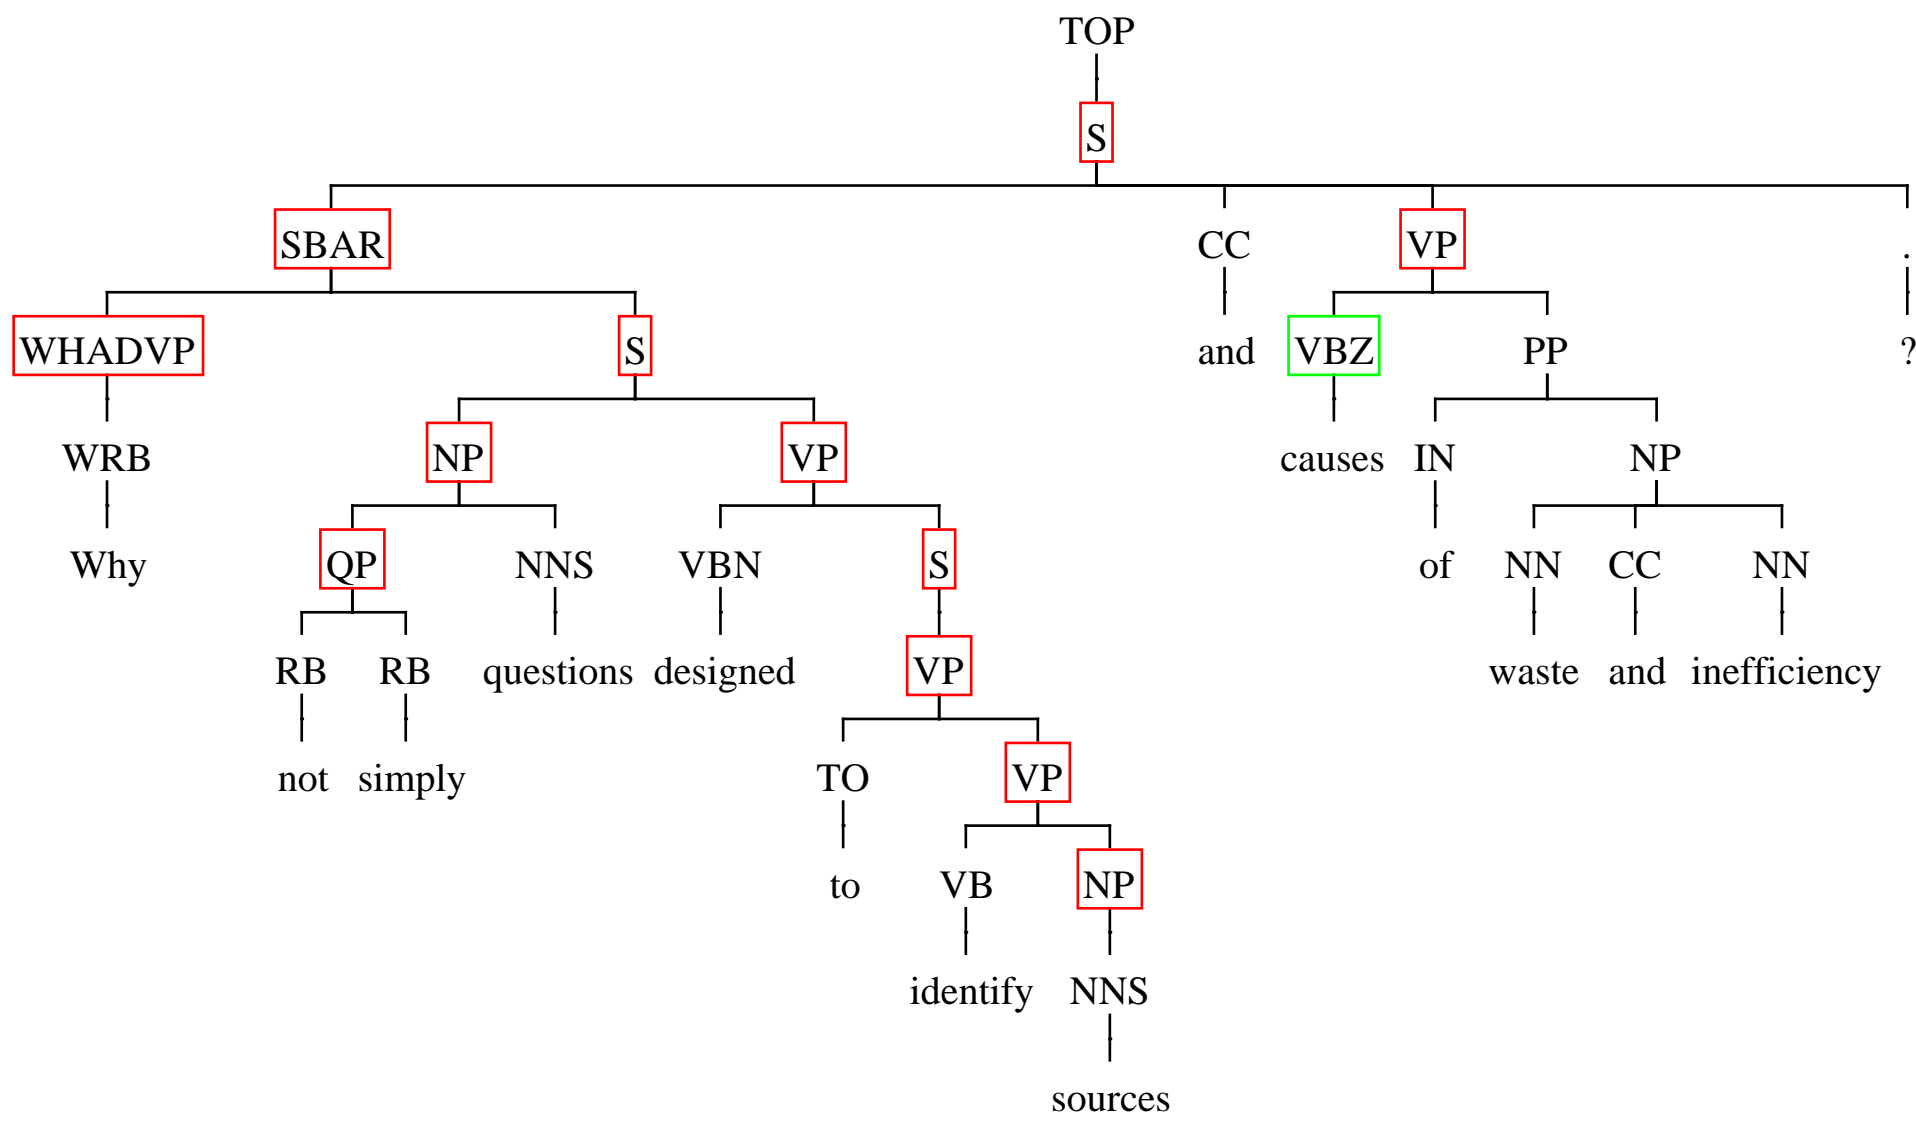 TOP
S
SBAR CC VP .
WHADVP S and VBZ PP ?
WRB NP VP causes IN NP
Why QP NNS VBN S of NN CC NN
RB RB questions designed VP waste and inefficiency
not simply TO VP
to VB NP
identify NNS
sources